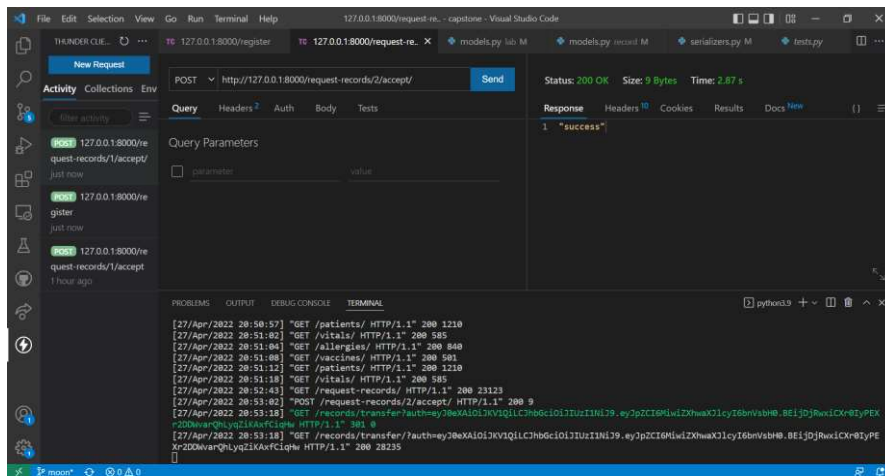 File Edit Selection View Go Run Terminal Help
127.0.0.1:8000/request-re.. - capstone - Visual Studio Code
THUNDER CLIE...
TC 127.0.0.1:8000/register
TC 127.0.0.1:8000/request-re..
models.py lab M
models.py record M
serializers.py M
tests.py
New Request
Activity Collections Env
filter activity
POST 127.0.0.1:8000/re
quest-records/1/accept/
just now
POST 127.0.0.1:8000/re
gister
just now
POST 127.0.0.1:8000/re
quest-records/1/accept
1 hour ago
POST http://127.0.0.1:8000/request-records/2/accept/ Send
Query Headers 2 Auth Body Tests
Query Parameters
parameter value
Status: 200 OK Size: 9 Bytes Time: 2.87 s
Response Headers 10 Cookies Results Docs New
{ }
1 "success"
PROBLEMS OUTPUT DEBUG CONSOLE TERMINAL
python3.9
[27/Apr/2022 20:50:57] "GET /patients/ HTTP/1.1" 200 1210
[27/Apr/2022 20:51:02] "GET /vitals/ HTTP/1.1" 200 585
[27/Apr/2022 20:51:04] "GET /allergies/ HTTP/1.1" 200 840
[27/Apr/2022 20:51:08] "GET /vaccines/ HTTP/1.1" 200 501
[27/Apr/2022 20:51:12] "GET /patients/ HTTP/1.1" 200 1210
[27/Apr/2022 20:51:18] "GET /vitals/ HTTP/1.1" 200 585
[27/Apr/2022 20:52:43] "GET /request-records/ HTTP/1.1" 200 23123
[27/Apr/2022 20:53:02] "POST /request-records/2/accept/ HTTP/1.1" 200 9
[27/Apr/2022 20:53:18] "GET
HTTP/1.1" 301 0
[27/Apr/2022 20:53:18] "GET
HTTP/1.1" 200 28235
moon* 0 0